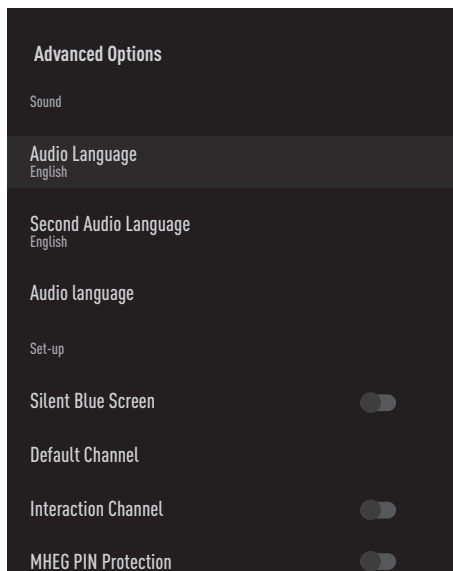 Advanced Options
Sound
Audio Language
English
Second Audio Language
English
Audio language
Set-up
Silent Blue Screen
Default Channel
Interaction Channel
MHEG PIN Protection